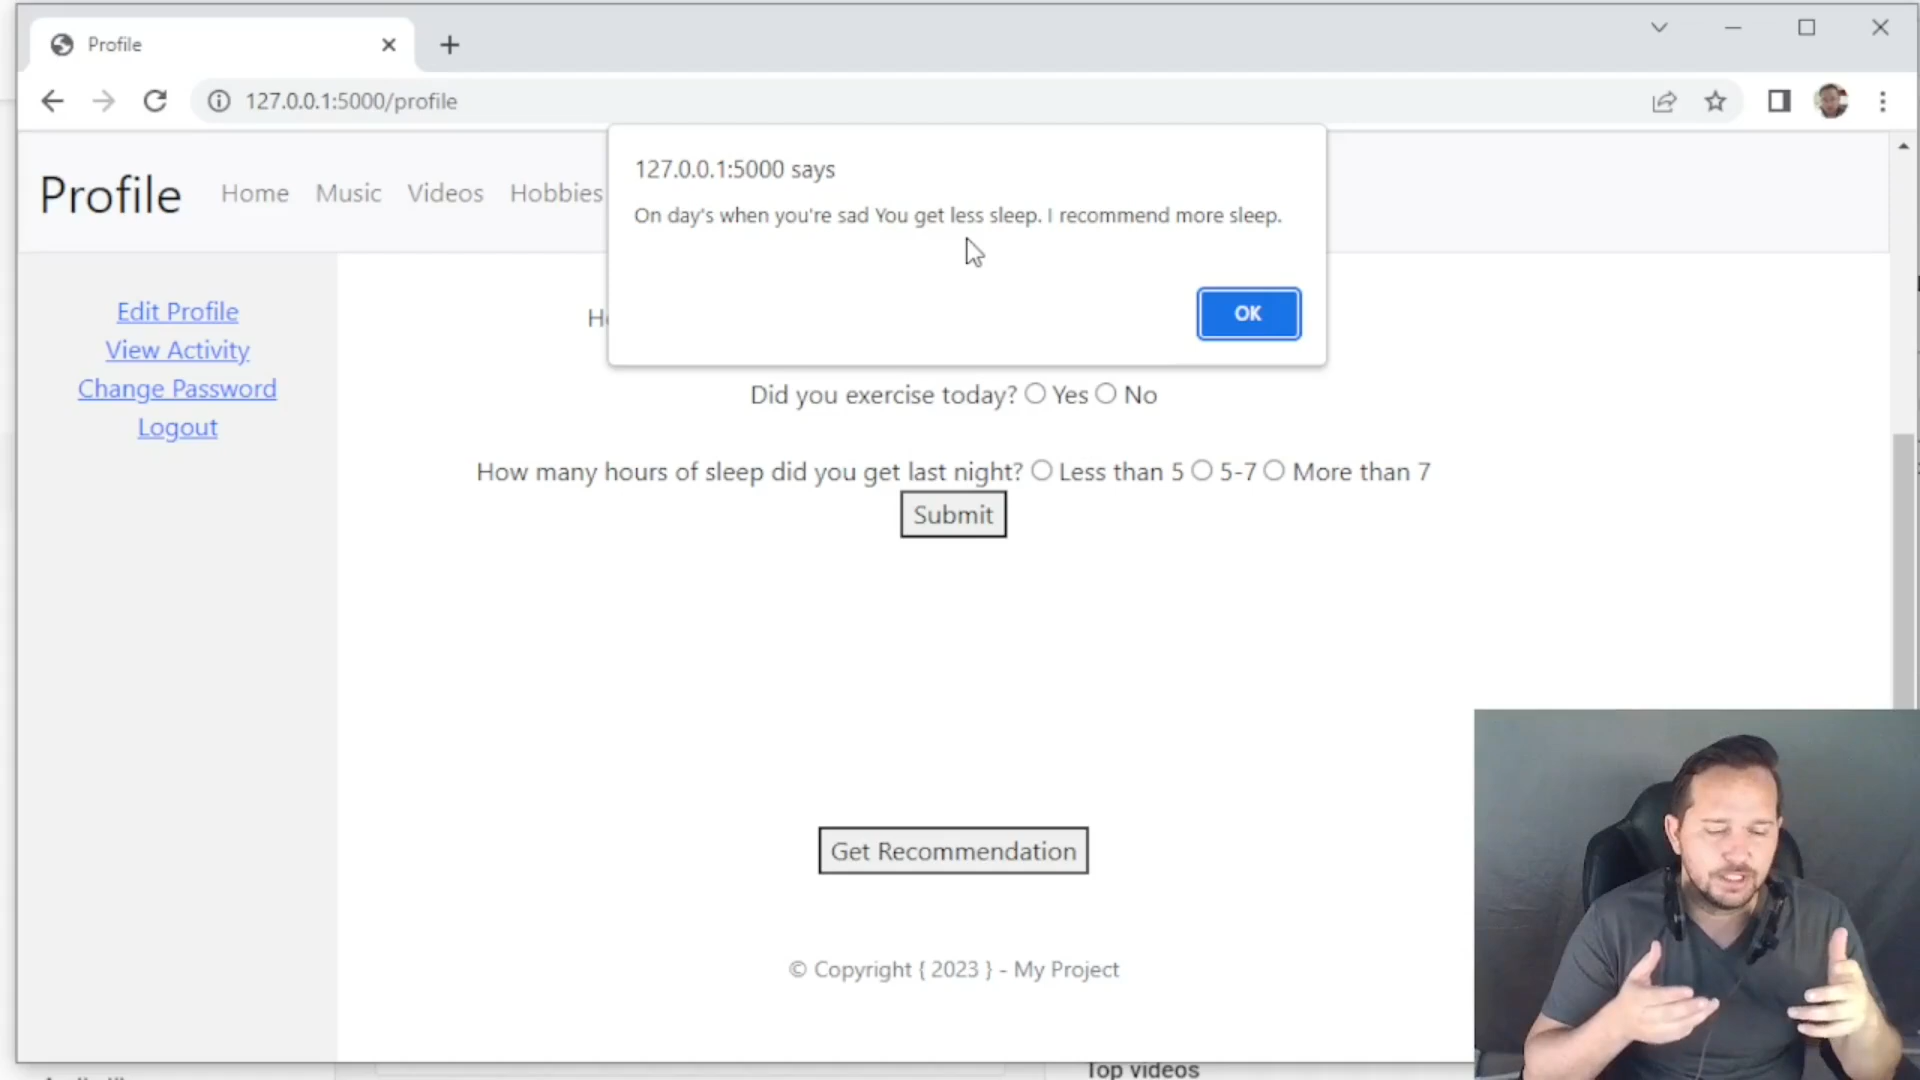 Profile
127.0.0.1:5000/profile
127.0.0.1:5000 says
On day's when you're sad You get less sleep. I recommend more sleep.
OK
Profile Home Music Videos Hobbies
Edit Profile
View Activity
Change Password
Logout
Did you exercise today? Yes No
How many hours of sleep did you get last night? Less than 5 5-7 More than 7
Submit
Get Recommendation
© Copyright { 2023 } - My Project
Top videos